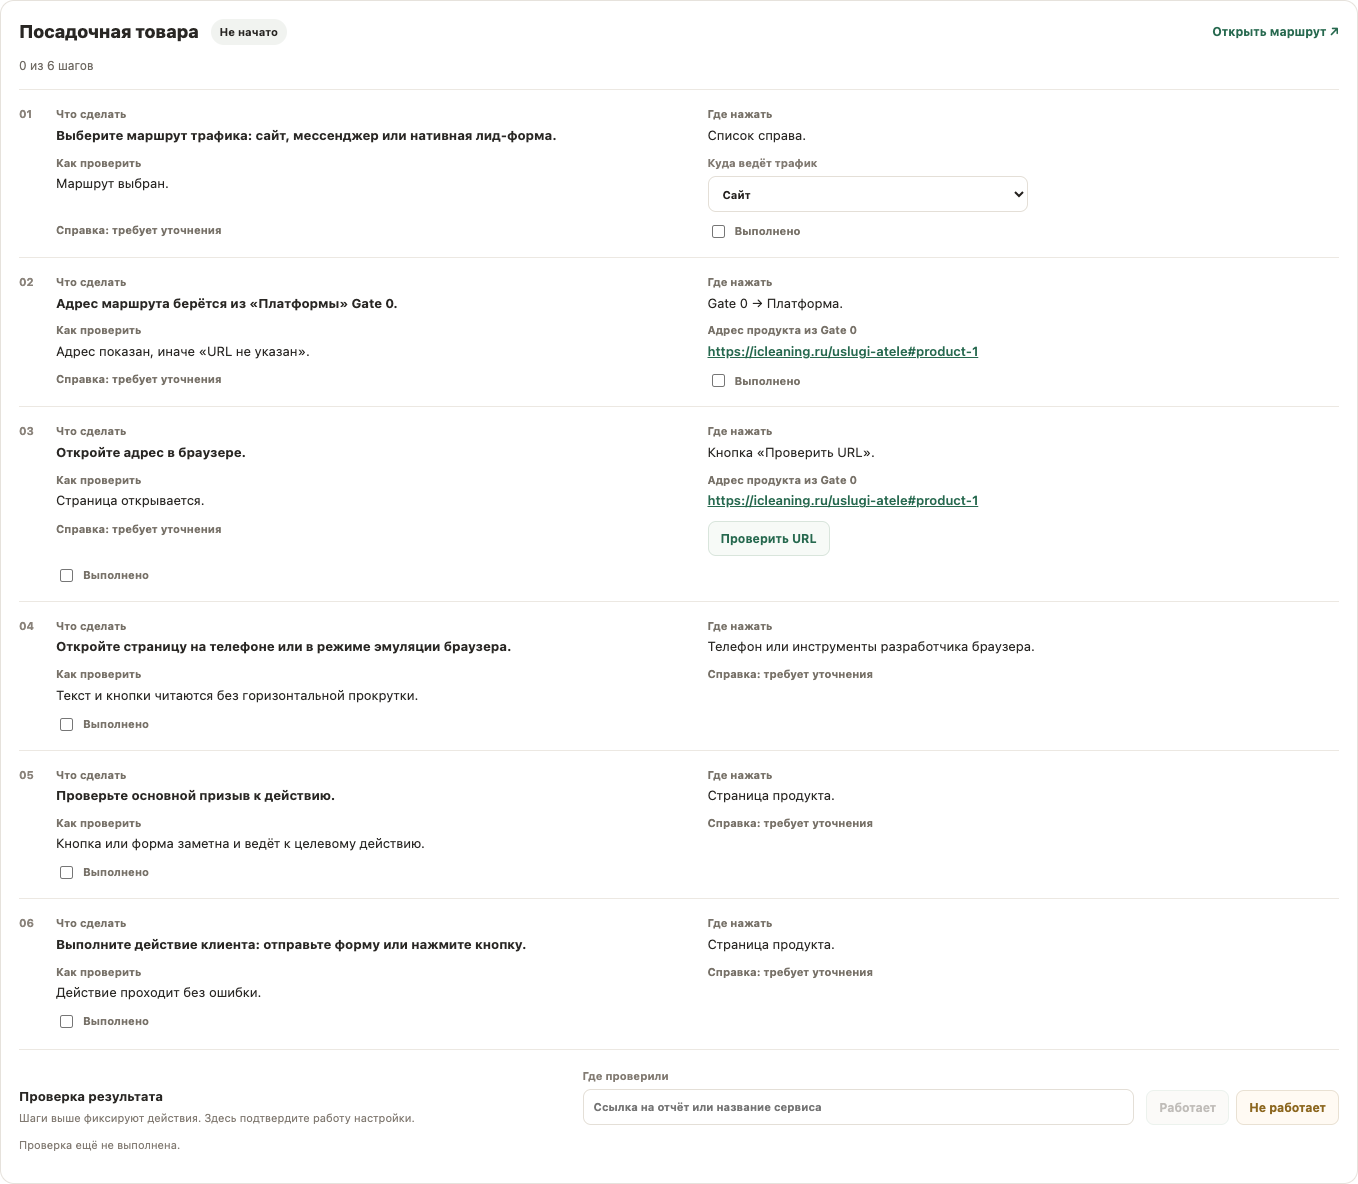 Посадочная товара
Не начато
Открыть маршрут ↗
0 из 6 шагов
01
Что сделать
Выберите маршрут трафика: сайт, мессенджер или нативная лид-форма.
Как проверить
Маршрут выбран.
Справка: требует уточнения
Где нажать
Список справа.
Куда ведёт трафик
Сайт
Выполнено
02
Что сделать
Адрес маршрута берётся из «Платформы» Gate 0.
Как проверить
Адрес показан, иначе «URL не указан».
Справка: требует уточнения
Где нажать
Gate 0 → Платформа.
Адрес продукта из Gate 0
https://icleaning.ru/uslugi-atele#product-1
Выполнено
03
Что сделать
Откройте адрес в браузере.
Как проверить
Страница открывается.
Справка: требует уточнения
Где нажать
Кнопка «Проверить URL».
Адрес продукта из Gate 0
https://icleaning.ru/uslugi-atele#product-1
Проверить URL
Выполнено
04
Что сделать
Откройте страницу на телефоне или в режиме эмуляции браузера.
Как проверить
Текст и кнопки читаются без горизонтальной прокрутки.
Выполнено
Где нажать
Телефон или инструменты разработчика браузера.
Справка: требует уточнения
05
Что сделать
Проверьте основной призыв к действию.
Как проверить
Кнопка или форма заметна и ведёт к целевому действию.
Выполнено
Где нажать
Страница продукта.
Справка: требует уточнения
06
Что сделать
Выполните действие клиента: отправьте форму или нажмите кнопку.
Как проверить
Действие проходит без ошибки.
Выполнено
Где нажать
Страница продукта.
Справка: требует уточнения
Проверка результата
Шаги выше фиксируют действия. Здесь подтвердите работу настройки.
Проверка ещё не выполнена.
Где проверили
Ссылка на отчёт или название сервиса
Работает
Не работает